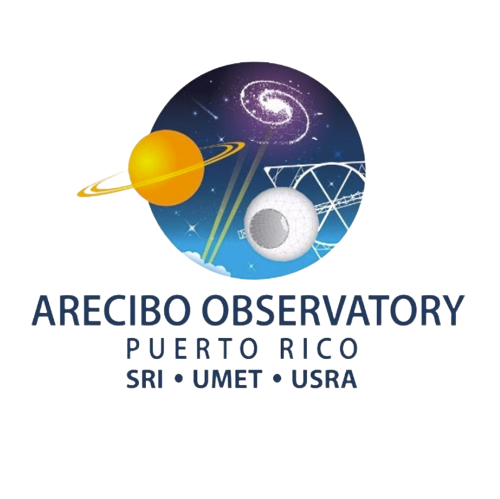 ARECIBO OBSERVATORY
PUERTO RICO
SRI • UMET • USRA